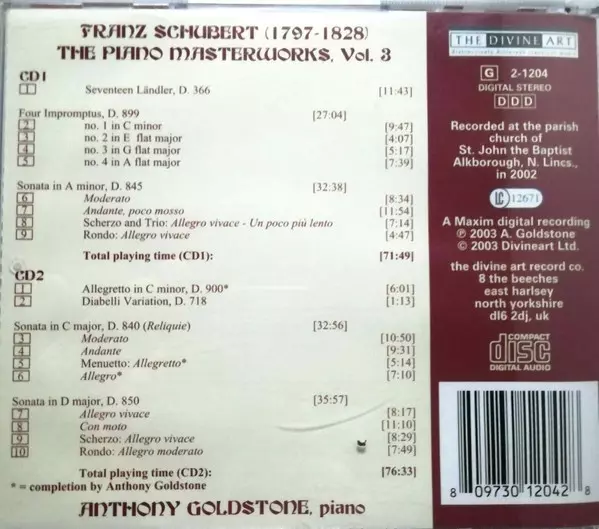 FRANZ SCHUBERT (1797-1828)
THE PIANO MASTERWORKS, Vol. 3
CD1
1 Seventeen Ländler, D. 366 [11:43]
Four Impromptus, D. 899 [27:04]
2 no. 1 in C minor [9:47]
3 no. 2 in E flat major [4:07]
4 no. 3 in G flat major [5:17]
5 no. 4 in A flat major [7:39]
Sonata in A minor, D. 845 [32:38]
6 Moderato [8:34]
7 Andante, poco mosso [11:54]
8 Scherzo and Trio: Allegro vivace - Un poco più lento [7:14]
9 Rondo: Allegro vivace [4:47]
Total playing time (CD1): [71:49]
CD2
1 Allegretto in C minor, D. 900* [6:01]
2 Diabelli Variation, D. 718 [1:13]
Sonata in C major, D. 840 (Reliquie) [32:56]
3 Moderato [10:50]
4 Andante [9:31]
5 Menuetto: Allegretto* [5:14]
6 Allegro* [7:10]
Sonata in D major, D. 850 [35:57]
7 Allegro vivace [8:17]
8 Con moto [11:10]
9 Scherzo: Allegro vivace [8:29]
10 Rondo: Allegro moderato [7:49]
Total playing time (CD2): [76:33]
* = completion by Anthony Goldstone
ANTHONY GOLDSTONE, piano
THE DIVINE ART
G 2-1204
DIGITAL STEREO
DDD
Recorded at the parish
church of
St. John the Baptist
Alkborough, N. Lincs.,
in 2002
LC 12671
A Maxim digital recording
℗ 2003 A. Goldstone
© 2003 Divineart Ltd.
the divine art record co.
8 the beeches
east harlsey
north yorkshire
dl6 2dj, uk
COMPACT
disc
DIGITAL AUDIO
8 09730 12042 8